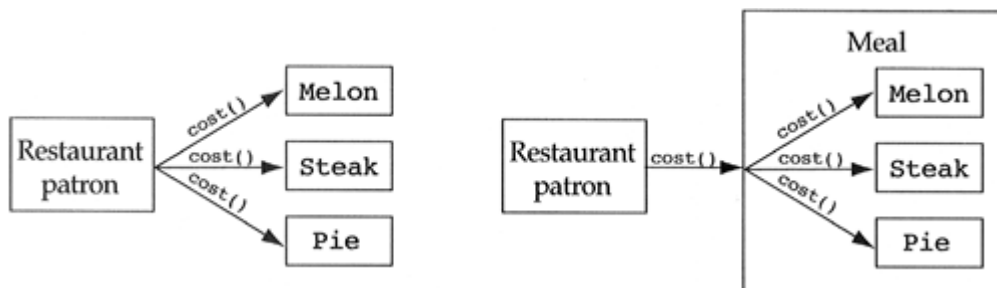 Restaurant
patron
cost()
Melon
cost()
Steak
cost()
Pie
Restaurant
patron
cost()
Meal
cost()
Melon
cost()
Steak
cost()
Pie